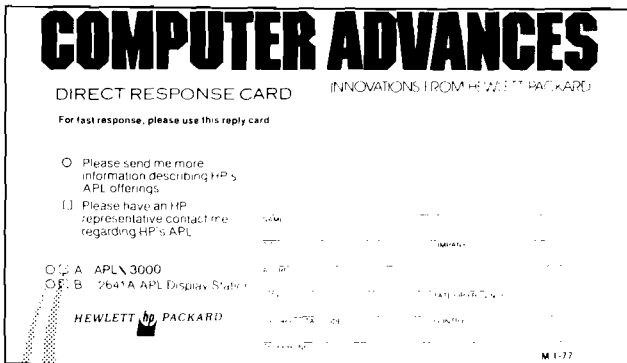 COMPUTER ADVANCES
DIRECT RESPONSE CARD
INNOVATIONS FROM HEWLETT PACKARD
For fast response, please use this reply card
Please send me more
information describing HP's
APL offerings
Please have an HP
representative contact me
regarding HP's APL
A APL\3000
B 2641A APL Display Station
HEWLETT hp PACKARD
NAME
COMPANY
M 1-77